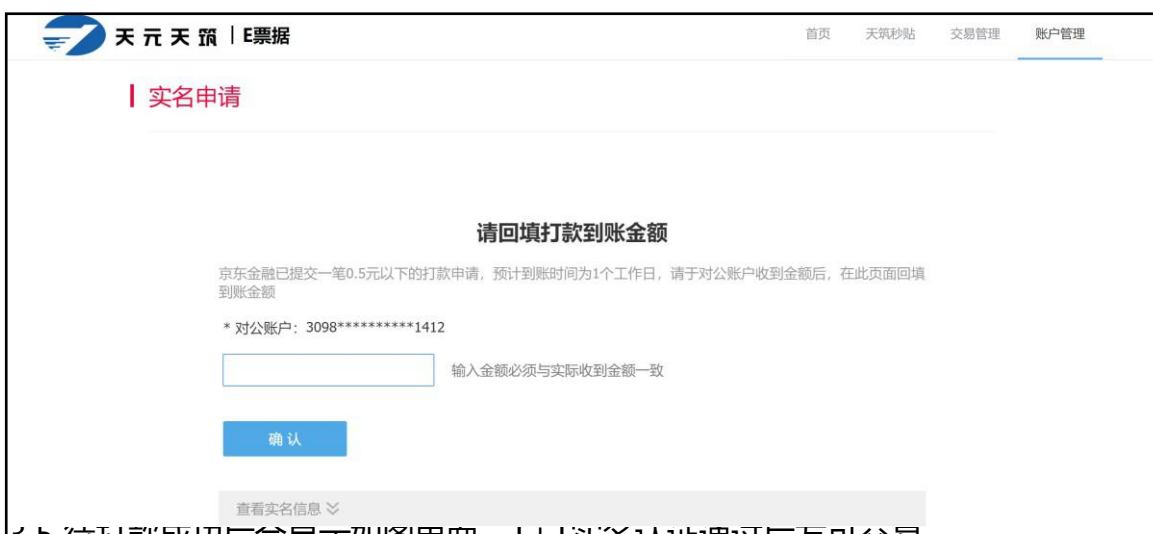 天元天筑 | E票据
首页 天筑秒贴 交易管理 账户管理
实名申请
请回填打款到账金额
京东金融已提交一笔0.5元以下的打款申请，预计到账时间为1个工作日，请于对公账户收到金额后，在此页面回填
到账金额
* 对公账户：3098**********1412
输入金额必须与实际收到金额一致
确认
查看实名信息